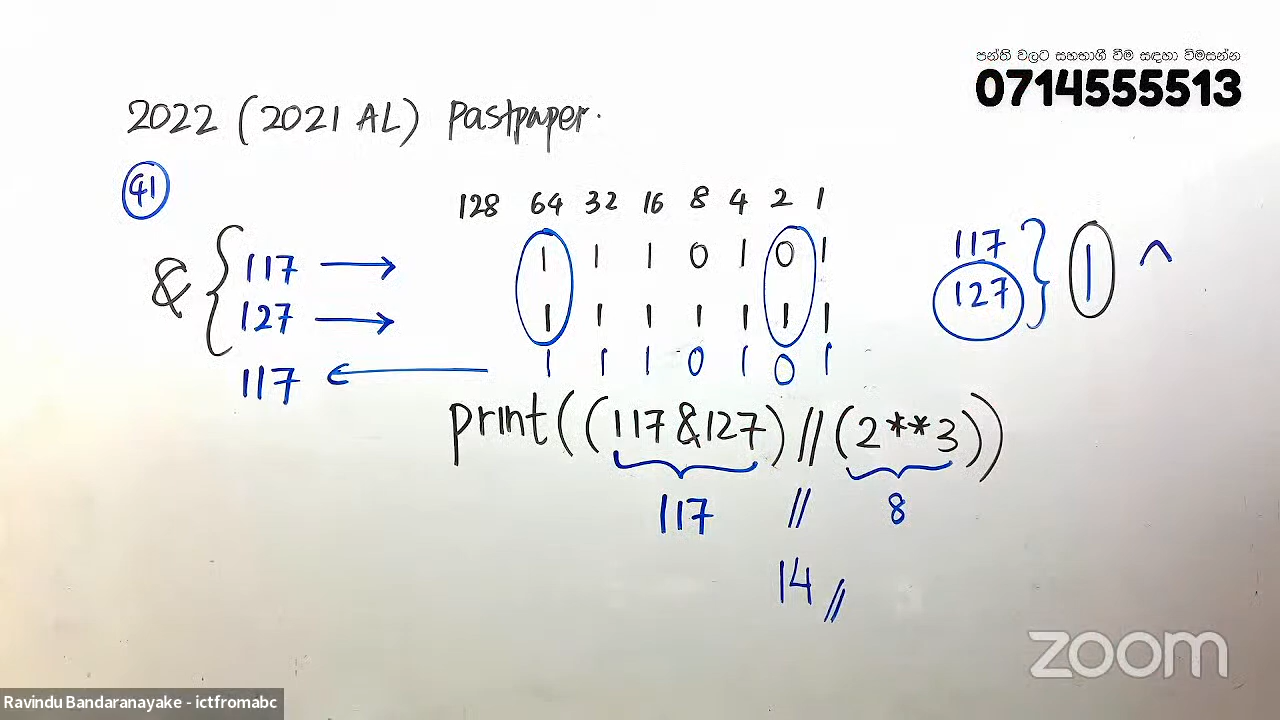 පන්ති වලට සහභාගී වීම සඳහා විමසන්න
0714555513
2022 (2021 AL) Pastpaper.
41
128 64 32 16 8 4 2 1
& { 117 → 1 1 1 0 1 0 1
127 → 1 1 1 1 1 1 1
117 ← 1 1 1 0 1 0 1
117
127 } | ^
print((117&127)//(2**3))
117 // 8
14 //
zoom
Ravindu Bandaranayake - ictfromabc